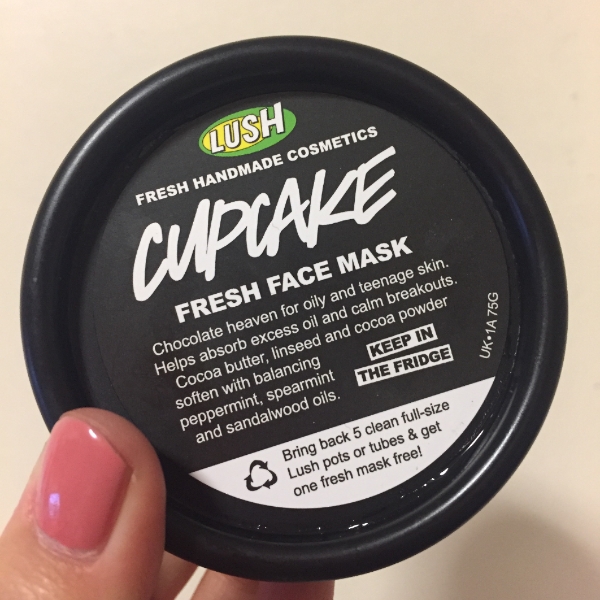 LUSH
FRESH HANDMADE COSMETICS
CUPCAKE
FRESH FACE MASK
Chocolate heaven for oily and teenage skin.
Helps absorb excess oil and calm breakouts.
Cocoa butter, linseed and cocoa powder
soften with balancing
peppermint, spearmint
and sandalwood oils.
KEEP IN
THE FRIDGE
UK•1A 75G
Bring back 5 clean full-size
Lush pots or tubes & get
one fresh mask free!